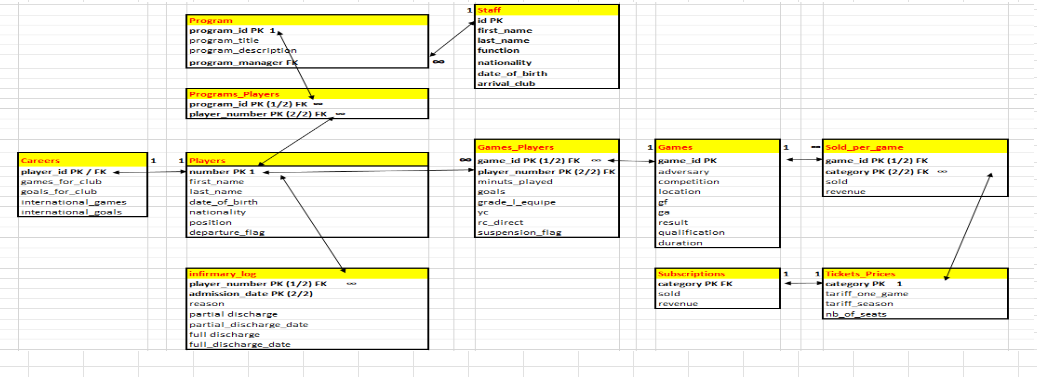 Program
program_id PK 1
program_title
program_description
program_manager FK
∞
1
Staff
id PK
first_name
last_name
function
nationality
date_of_birth
arrival_club
Programs_Players
program_id PK (1/2) FK ∞
player_number PK (2/2) FK ∞
Careers
1
player_id PK / FK
games_for_club
goals_for_club
international_games
international_goals
1
Players
number PK 1
first_name
last_name
date_of_birth
nationality
position
departure_flag
∞
Games_Players
game_id PK (1/2) FK ∞
player_number PK (2/2) FK
minuts_played
goals
grade_l_equipe
yc
rc_direct
suspension_flag
1
Games
1
game_id PK
adversary
competition
location
gf
ga
result
qualification
duration
∞
Sold_per_game
game_id PK (1/2) FK
category PK (2/2) FK ∞
sold
revenue
infirmary_log
player_number PK (1/2) FK ∞
admission_date PK (2/2)
reason
partial discharge
partial_discharge_date
full discharge
full_discharge_date
Subscriptions
1
category PK FK
sold
revenue
1
Tickets_Prices
category PK 1
tariff_one_game
tariff_season
nb_of_seats